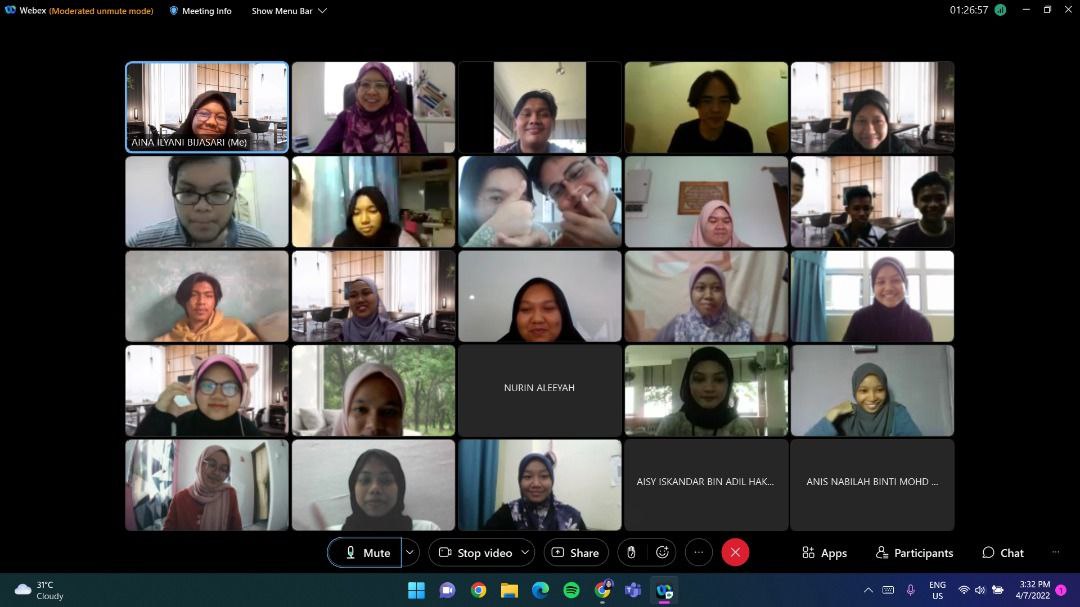 Webex (Moderated unmute mode)
Meeting Info
Show Menu Bar
01:26:57
AINA ILYANI BIJASARI (Me)
NURIN ALEEYAH
AISY ISKANDAR BIN ADIL HAK...
ANIS NABILAH BINTI MOHD ...
Mute
Stop video
Share
Apps
Participants
Chat
31°C
Cloudy
ENG
US
3:32 PM
4/7/2022
1